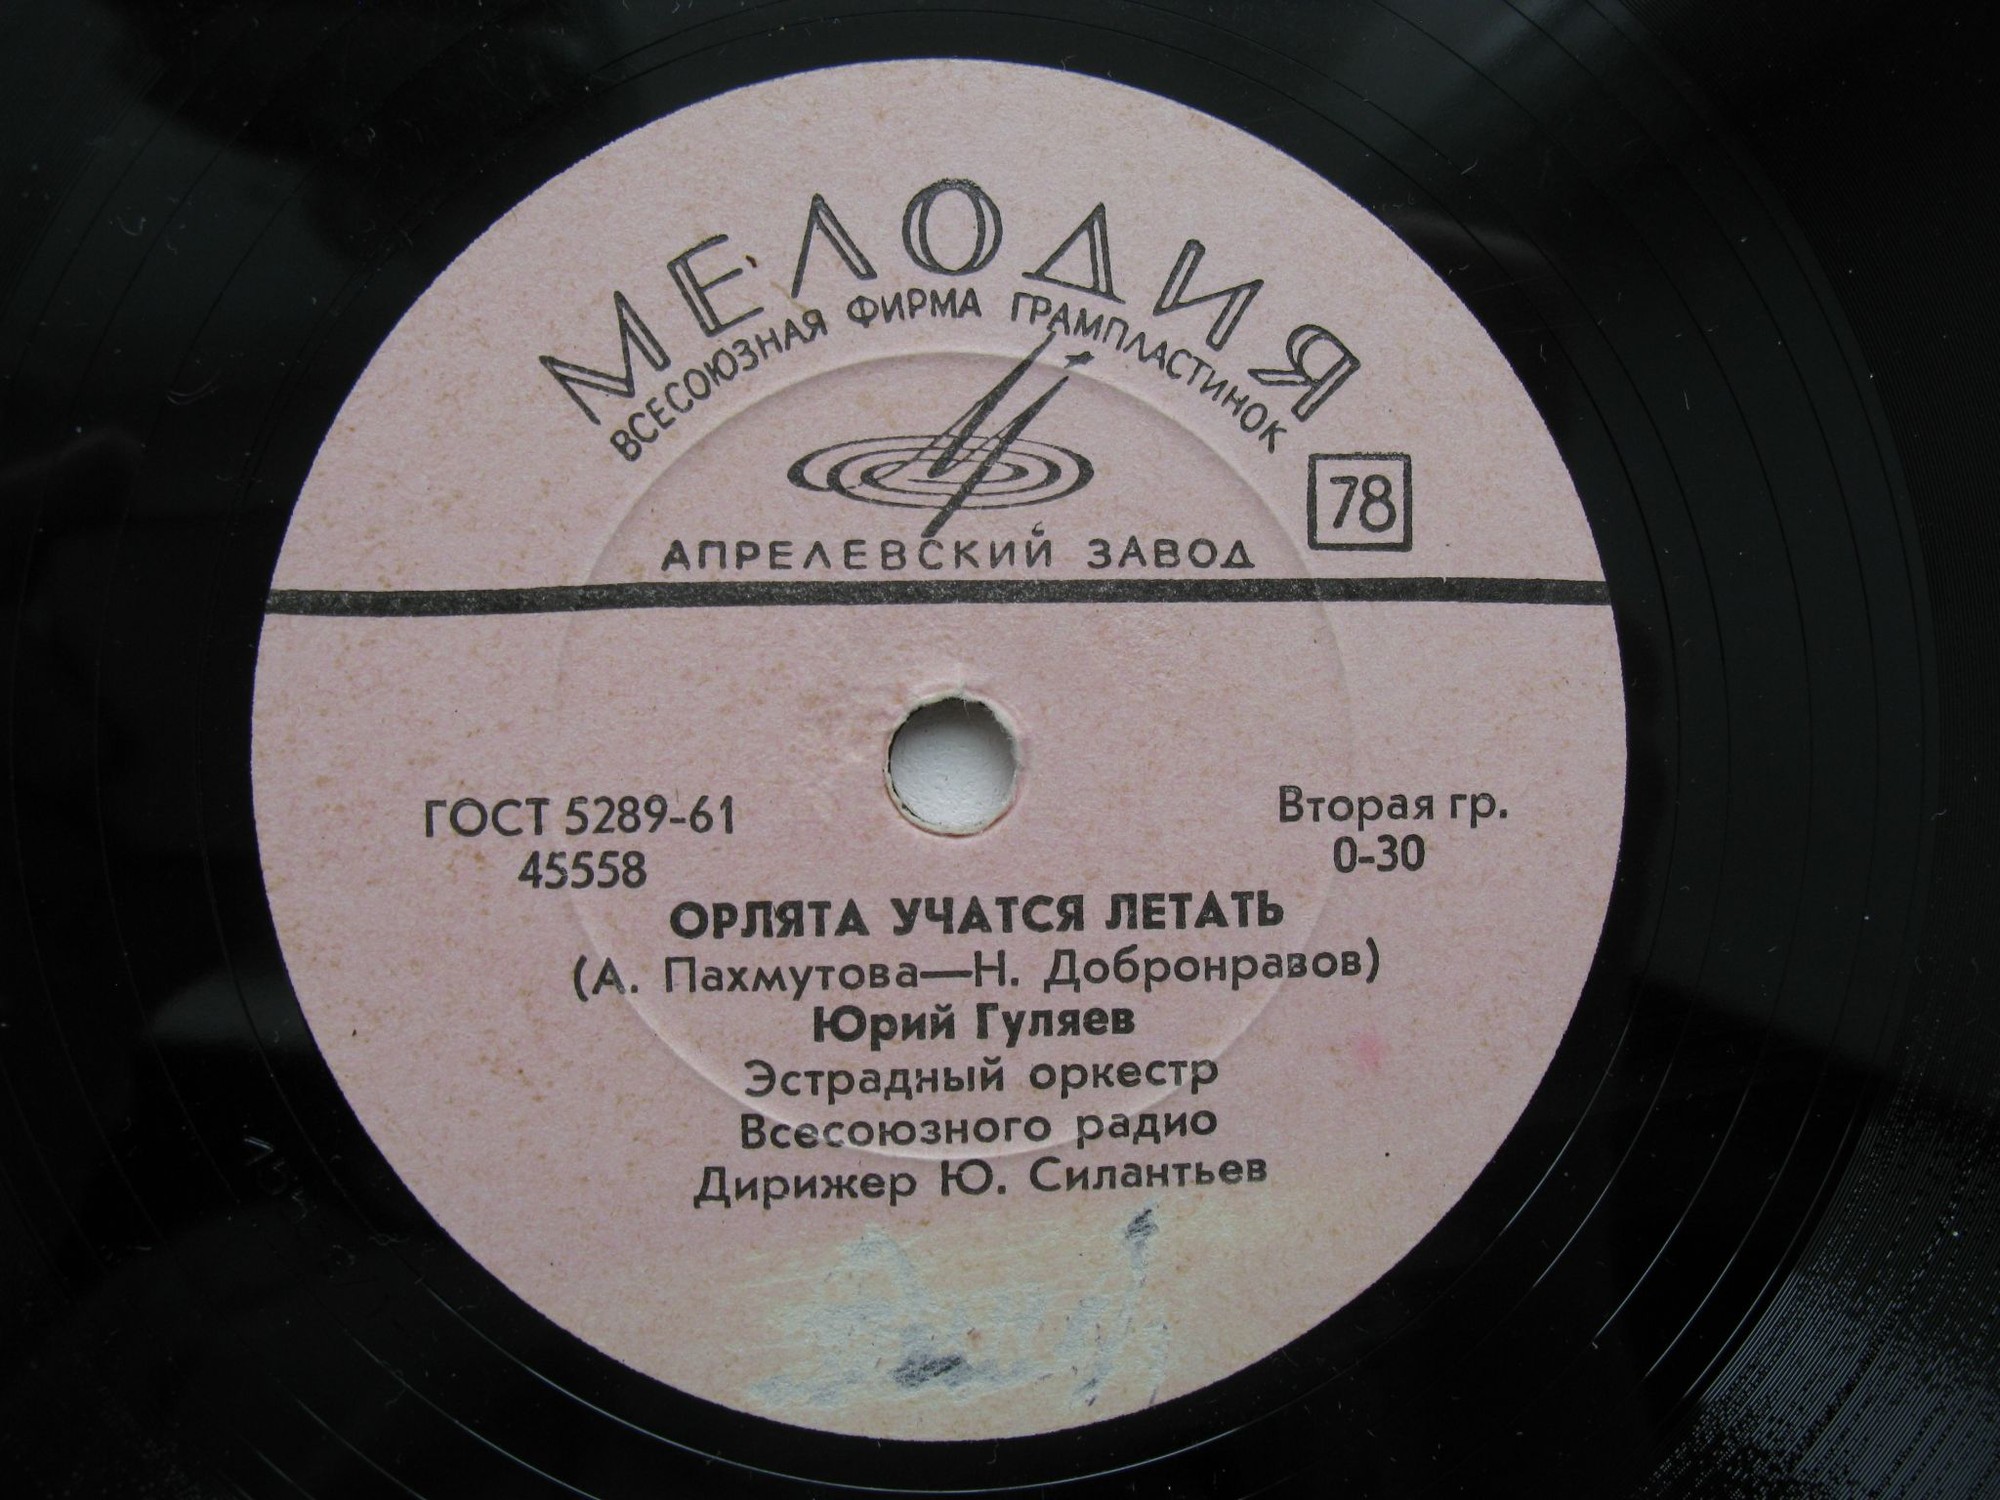 МЕЛОДИЯ
ВСЕСОЮЗНАЯ ФИРМА ГРАМПЛАСТИНОК
78
АПРЕЛЕВСКИЙ ЗАВОД
ГОСТ 5289-61
45558
Вторая гр.
0-30
ОРЛЯТА УЧАТСЯ ЛЕТАТЬ
(А. Пахмутова—Н. Добронравов)
Юрий Гуляев
Эстрадный оркестр
Всесоюзного радио
Дирижер Ю. Силантьев